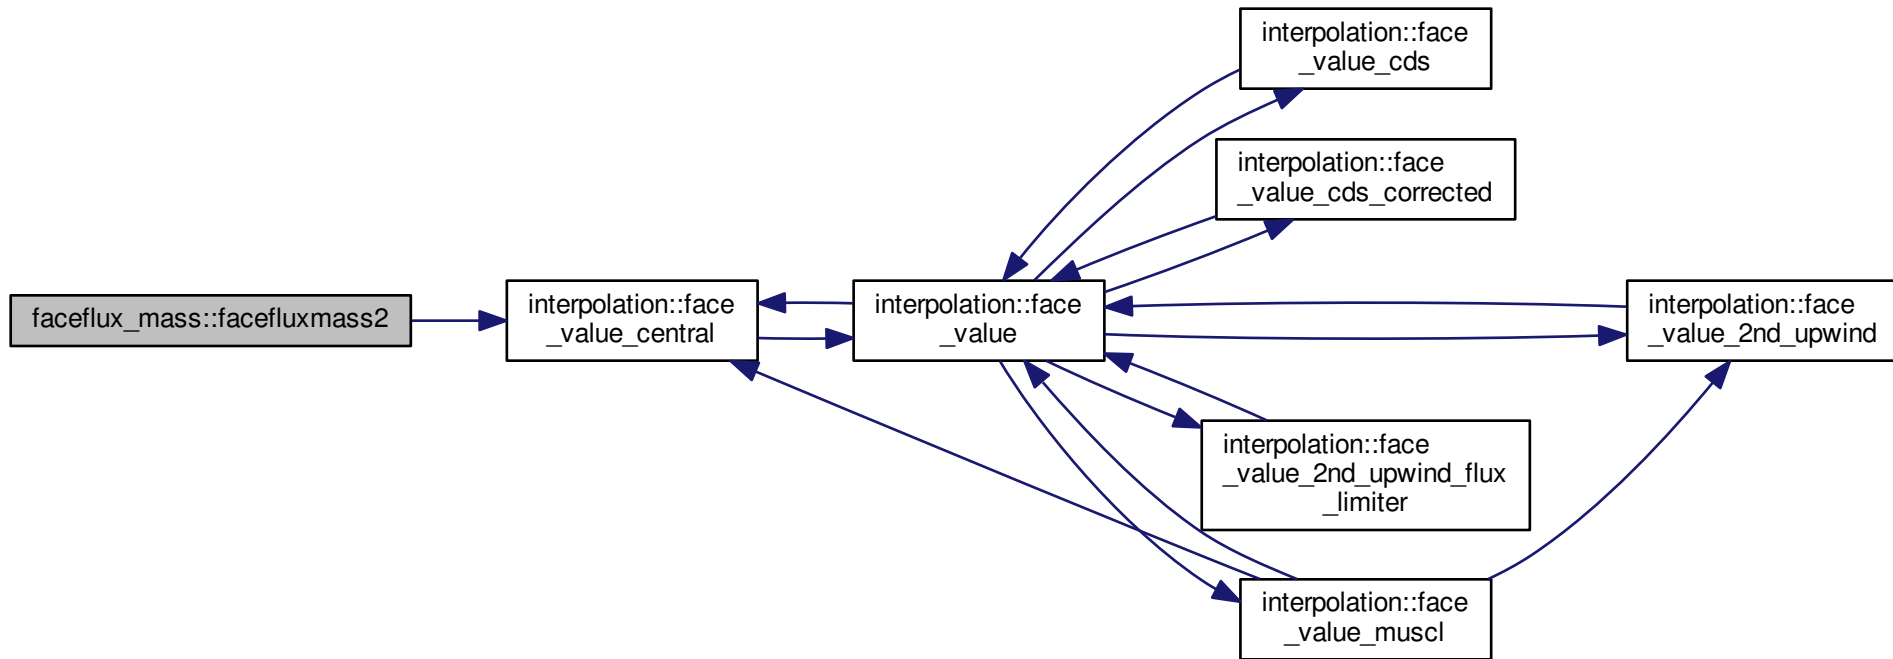 faceflux_mass::facefluxmass2
interpolation::face
_value_central
interpolation::face
_value
interpolation::face
_value_cds
interpolation::face
_value_cds_corrected
interpolation::face
_value_2nd_upwind
interpolation::face
_value_2nd_upwind_flux
_limiter
interpolation::face
_value_muscl